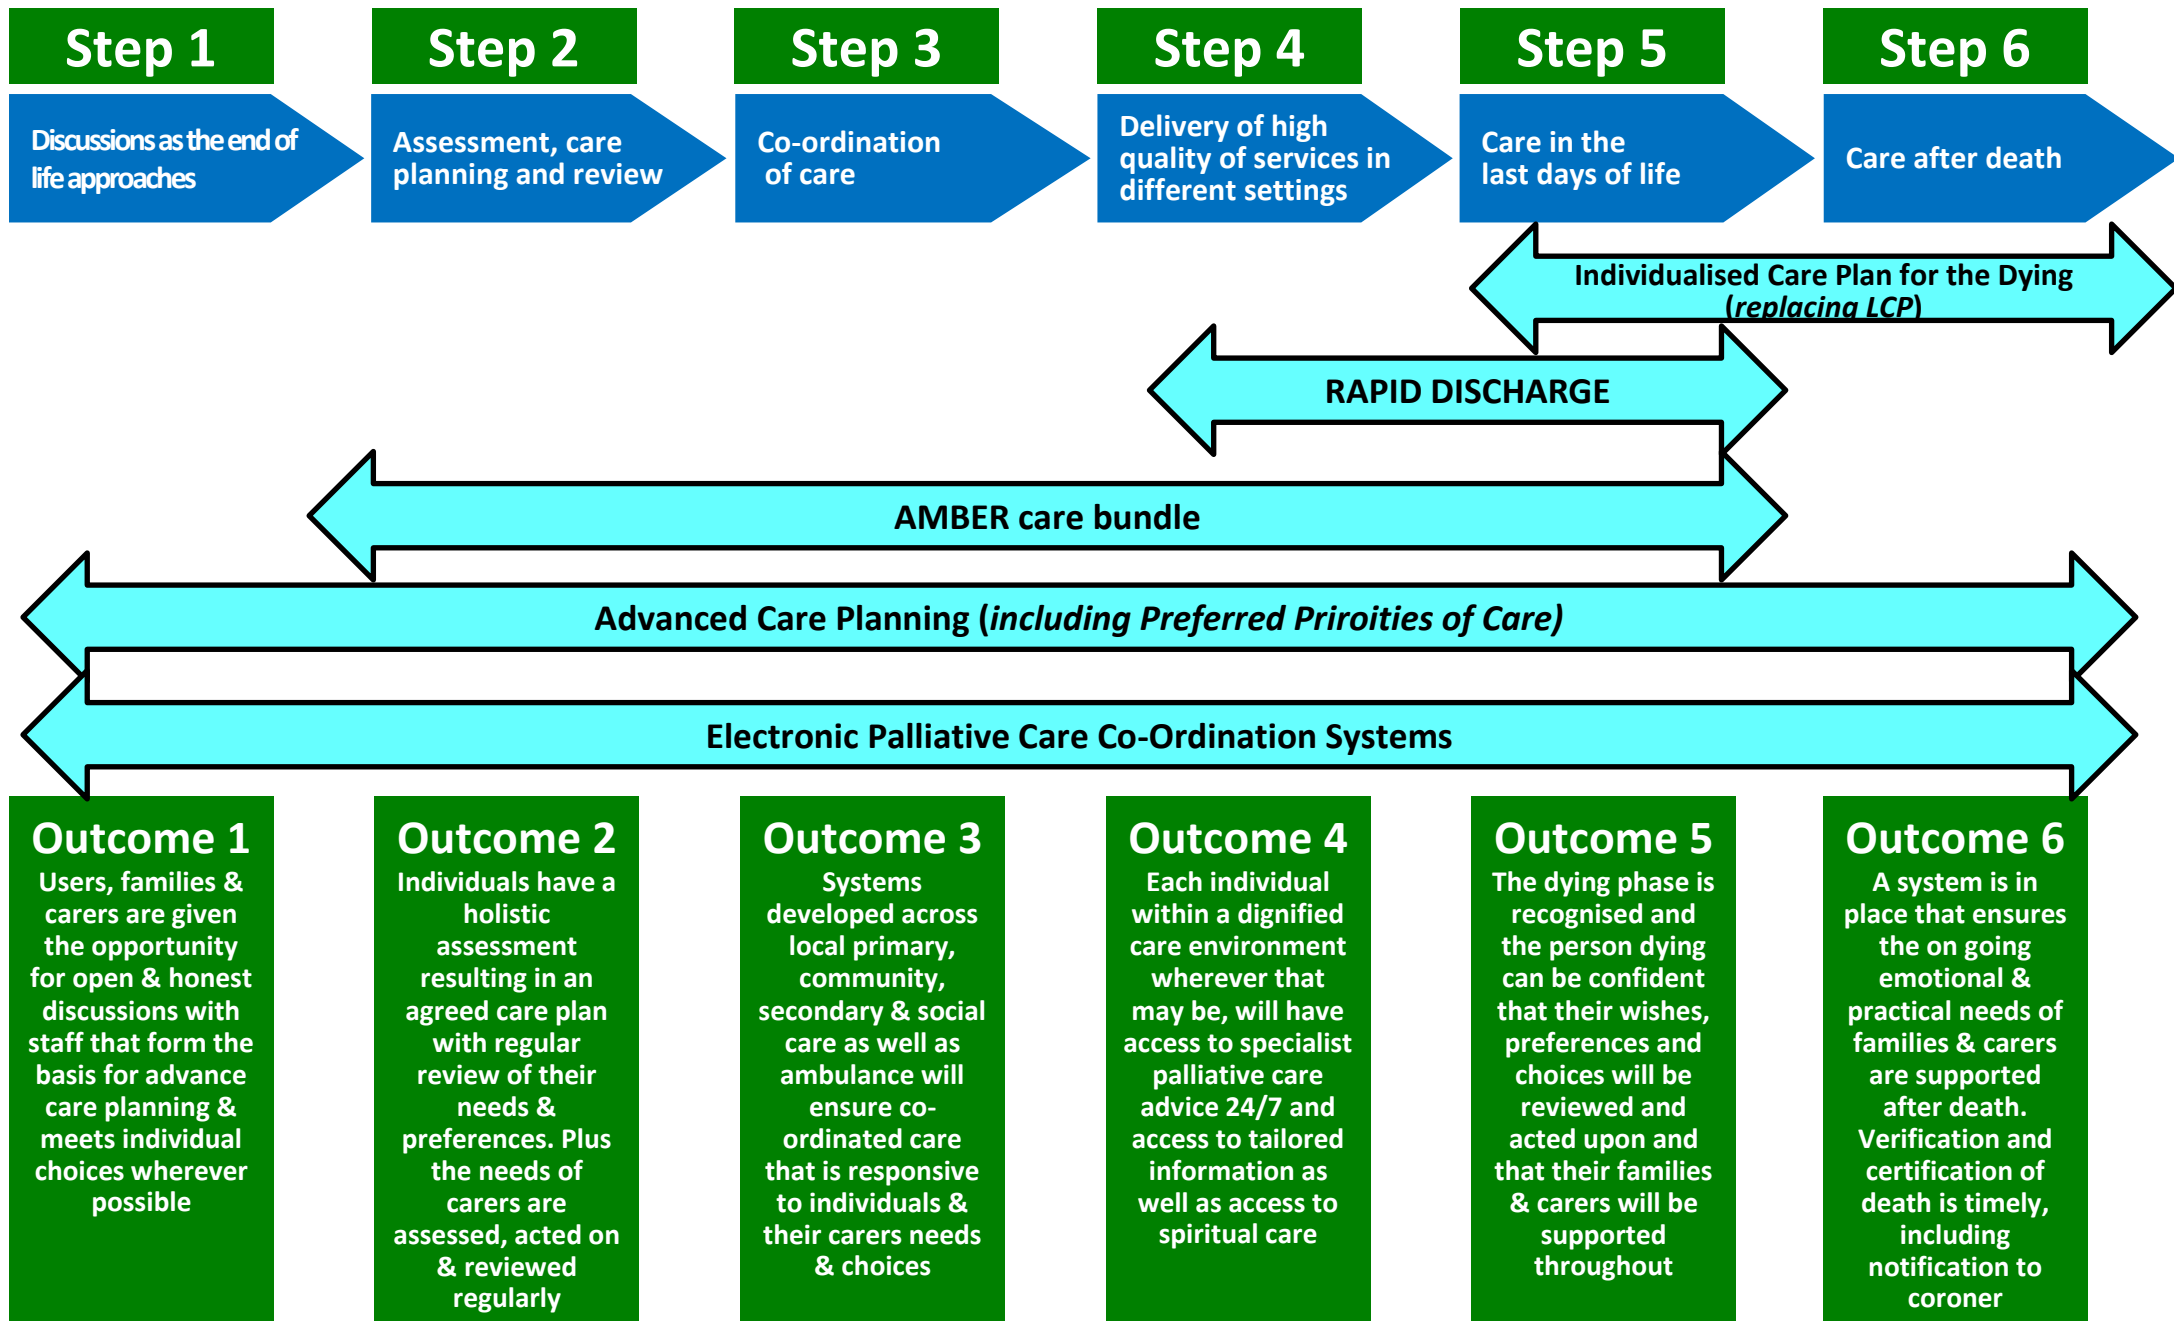 Step 1
Step 2
Step 3
Step 4
Step 5
Step 6
Discussions as the end of
life approaches
Assessment, care
planning and review
Co-ordination
of care
Delivery of high
quality of services in
different settings
Care in the
last days of life
Care after death
Individualised Care Plan for the Dying
(replacing LCP)
RAPID DISCHARGE
AMBER care bundle
Advanced Care Planning (including Preferred Priroities of Care)
Electronic Palliative Care Co-Ordination Systems
Outcome 1
Users, families &
carers are given
the opportunity
for open & honest
discussions with
staff that form the
basis for advance
care planning &
meets individual
choices wherever
possible
Outcome 2
Individuals have a
holistic
assessment
resulting in an
agreed care plan
with regular
review of their
needs &
preferences. Plus
the needs of
carers are
assessed, acted on
& reviewed
regularly
Outcome 3
Systems
developed across
local primary,
community,
secondary & social
care as well as
ambulance will
ensure co-
ordinated care
that is responsive
to individuals &
their carers needs
& choices
Outcome 4
Each individual
within a dignified
care environment
wherever that
may be, will have
access to specialist
palliative care
advice 24/7 and
access to tailored
information as
well as access to
spiritual care
Outcome 5
The dying phase is
recognised and
the person dying
can be confident
that their wishes,
preferences and
choices will be
reviewed and
acted upon and
that their families
& carers will be
supported
throughout
Outcome 6
A system is in
place that ensures
the on going
emotional &
practical needs of
families & carers
are supported
after death.
Verification and
certification of
death is timely,
including
notification to
coroner